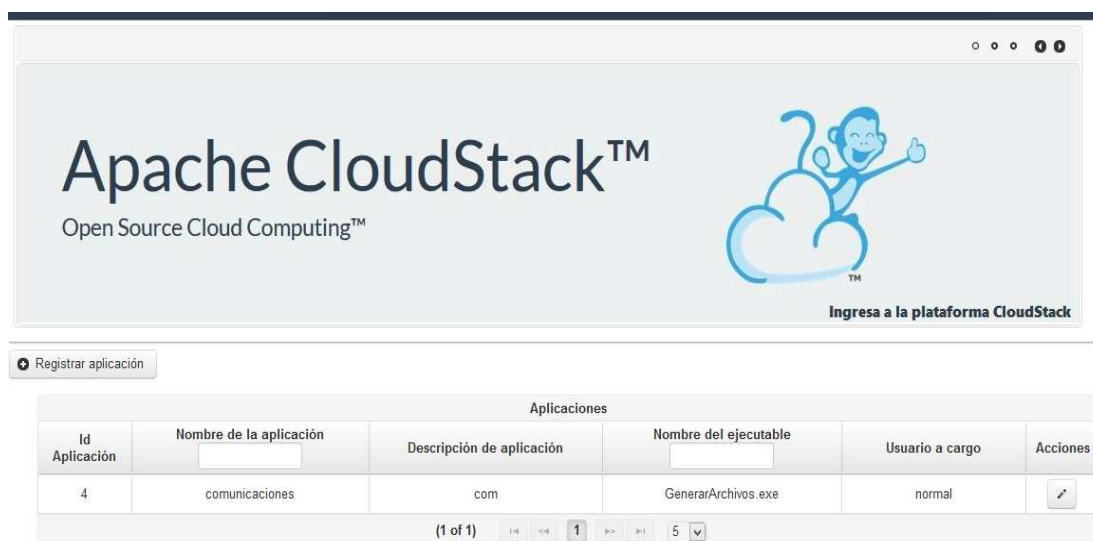 Apache CloudStack™
Open Source Cloud Computing™
TM
Ingresa a la plataforma CloudStack
Registrar aplicación
Aplicaciones
Id Aplicación Nombre de la aplicación Descripción de aplicación Nombre del ejecutable Usuario a cargo Acciones
4 comunicaciones com GenerarArchivos.exe normal
(1 of 1) 1 5